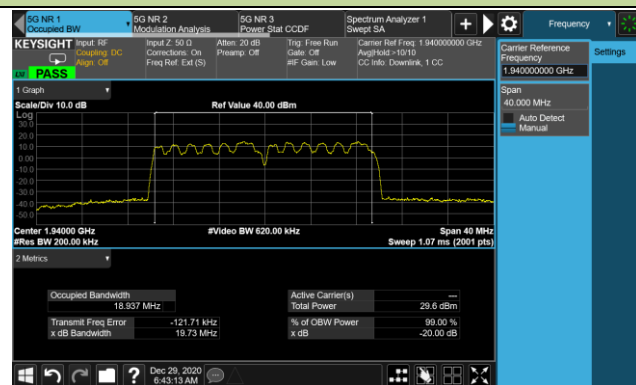 5G NR 1
Occupied BW
5G NR 2
Modulation Analysis
5G NR 3
Power Stat CCDF
Spectrum Analyzer 1
Swept SA
Frequency
KEYSIGHT
Input: RF
Coupling: DC
Align: Off
Input Z: 50 Ω
Corrections: On
Freq Ref: Ext (S)
Atten: 20 dB
Preamp: Off
Trig: Free Run
Gate: Off
#IF Gain: Low
Carrier Ref Freq: 1.940000000 GHz
Avg|Hold:>10/10
CC Info: Downlink, 1 CC
PASS
Carrier Reference
Frequency
1.940000000 GHz
Settings
Span
40.000 MHz
Auto Detect
Manual
1 Graph
Scale/Div 10.0 dB
Ref Value 40.00 dBm
Log
30.0
20.0
10.0
0.00
-10.0
-20.0
-30.0
-40.0
-50.0
Center 1.94000 GHz
#Video BW 620.00 kHz
Span 40 MHz
#Res BW 200.00 kHz
Sweep 1.07 ms (2001 pts)
2 Metrics
Occupied Bandwidth
18.937 MHz
Active Carrier(s)
---
Total Power
29.6 dBm
Transmit Freq Error
-121.71 kHz
% of OBW Power
99.00 %
x dB Bandwidth
19.73 MHz
x dB
-20.00 dB
?
Dec 29, 2020
6:43:13 AM